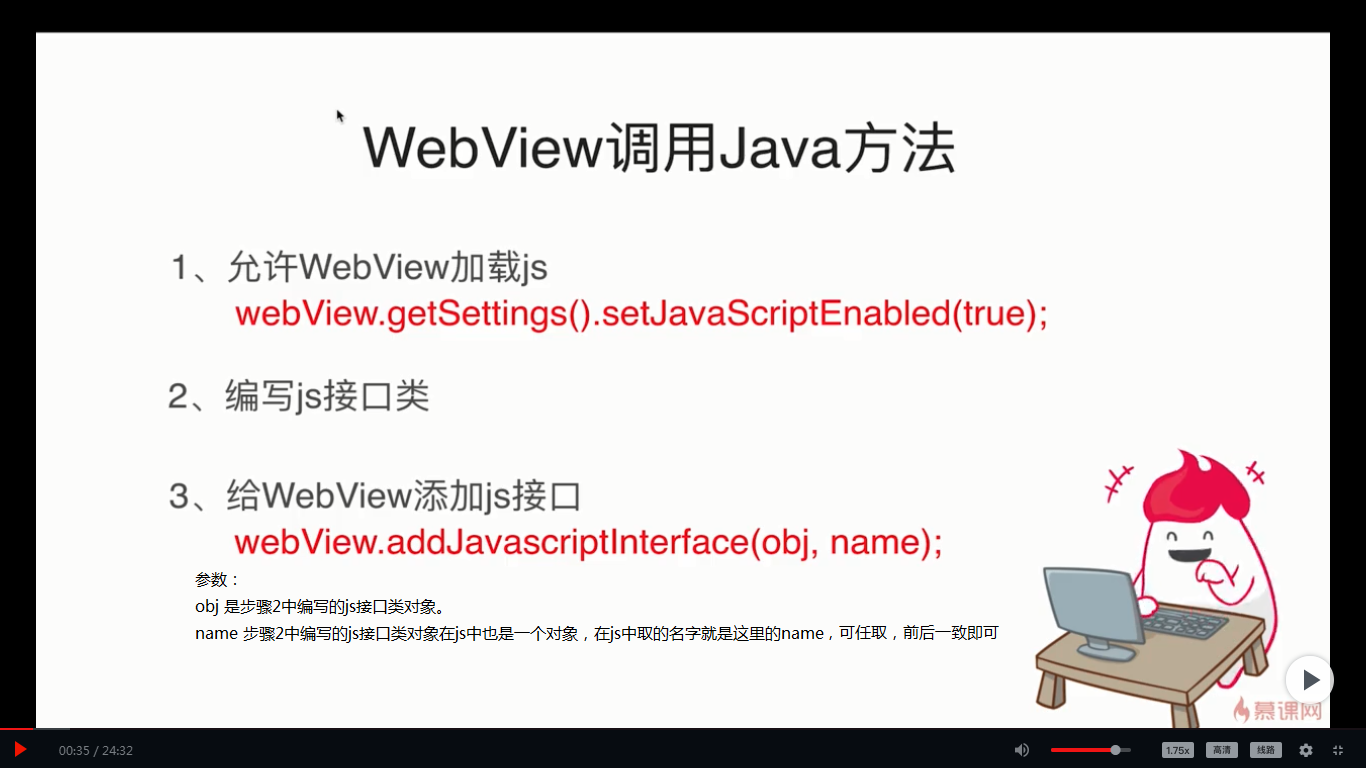 WebView调用Java方法
1、允许WebView加载js
webView.getSettings().setJavaScriptEnabled(true);
2、编写js接口类
3、给WebView添加js接口
webView.addJavascriptInterface(obj, name);
参数：
obj 是步骤2中编写的js接口类对象。
name 步骤2中编写的js接口类对象在js中也是一个对象，在js中取的名字就是这里的name，可任取，前后一致即可
慕课网
00:35 / 24:32
1.75x
高清
线路